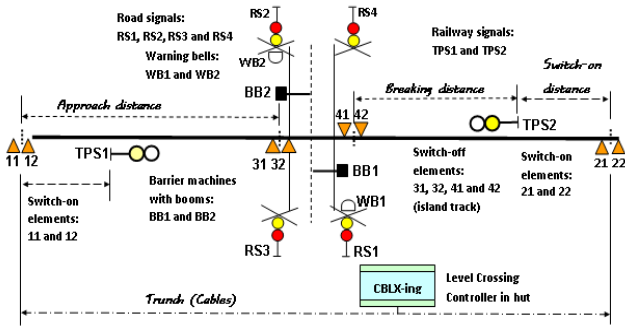 Road signals:
RS1, RS2, RS3 and RS4
Warning bells:
WB1 and WB2
RS2
RS4
WB2
Railway signals:
TPS1 and TPS2
Switch-on
distance
BB2
Breaking distance
Approach distance
41 42
TPS2
11 12
TPS1
31 32
21 22
Switch-on
elements:
11 and 12
Barrier machines
with booms:
BB1 and BB2
BB1
Switch-off
elements:
31, 32, 41 and 42
(island track)
Switch-on
elements:
21 and 22
WB1
RS3
RS1
CBLX-ing
Level Crossing
Controller in hut
Trunch (Cables)